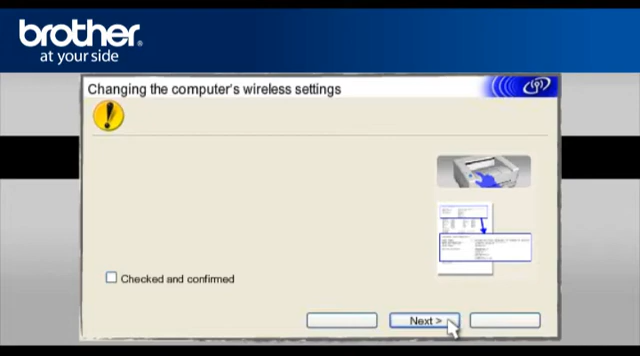 brother
at your side
Changing the computer's wireless settings
Checked and confirmed
Next >